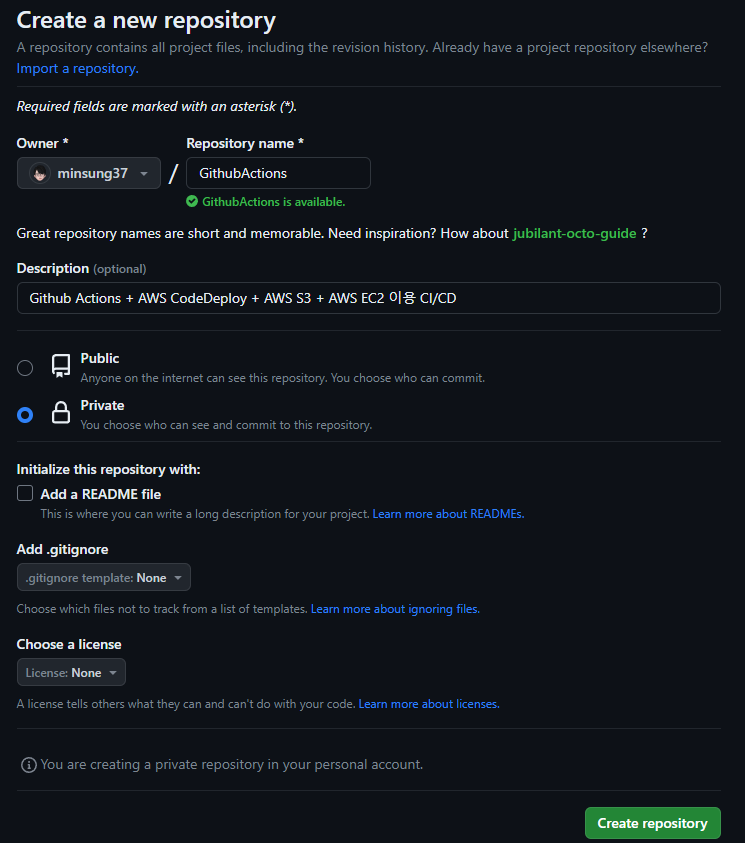 Create a new repository
A repository contains all project files, including the revision history. Already have a project repository elsewhere?
Import a repository.
Required fields are marked with an asterisk (*).
Owner *
Repository name *
minsung37
/
GithubActions
GithubActions is available.
Great repository names are short and memorable. Need inspiration? How about jubilant-octo-guide ?
Description (optional)
Github Actions + AWS CodeDeploy + AWS S3 + AWS EC2 이용 CI/CD
Public
Anyone on the internet can see this repository. You choose who can commit.
Private
You choose who can see and commit to this repository.
Initialize this repository with:
Add a README file
This is where you can write a long description for your project. Learn more about READMEs.
Add .gitignore
.gitignore template: None
Choose which files not to track from a list of templates. Learn more about ignoring files.
Choose a license
License: None
A license tells others what they can and can't do with your code. Learn more about licenses.
You are creating a private repository in your personal account.
Create repository